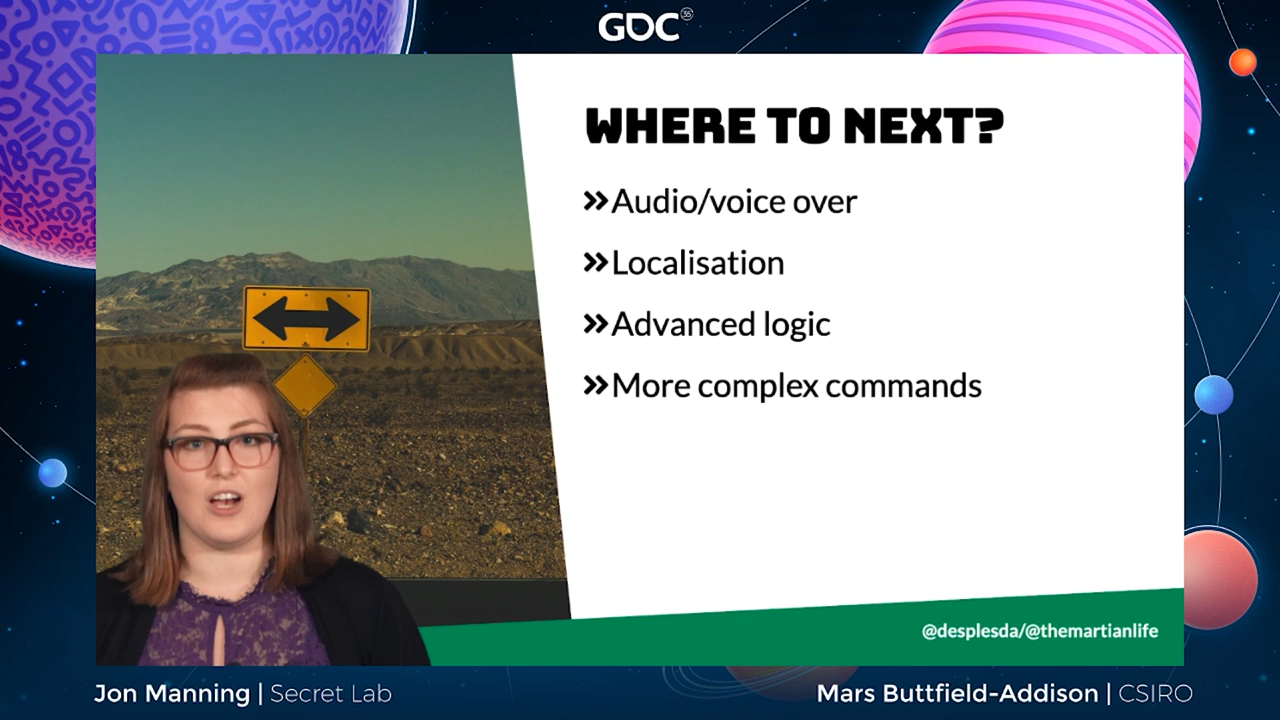 GDC 35
WHERE TO NEXT?
Audio/voice over
Localisation
Advanced logic
More complex commands
@desplesda/@themartianlife
Jon Manning | Secret Lab
Mars Buttfield-Addison | CSIRO